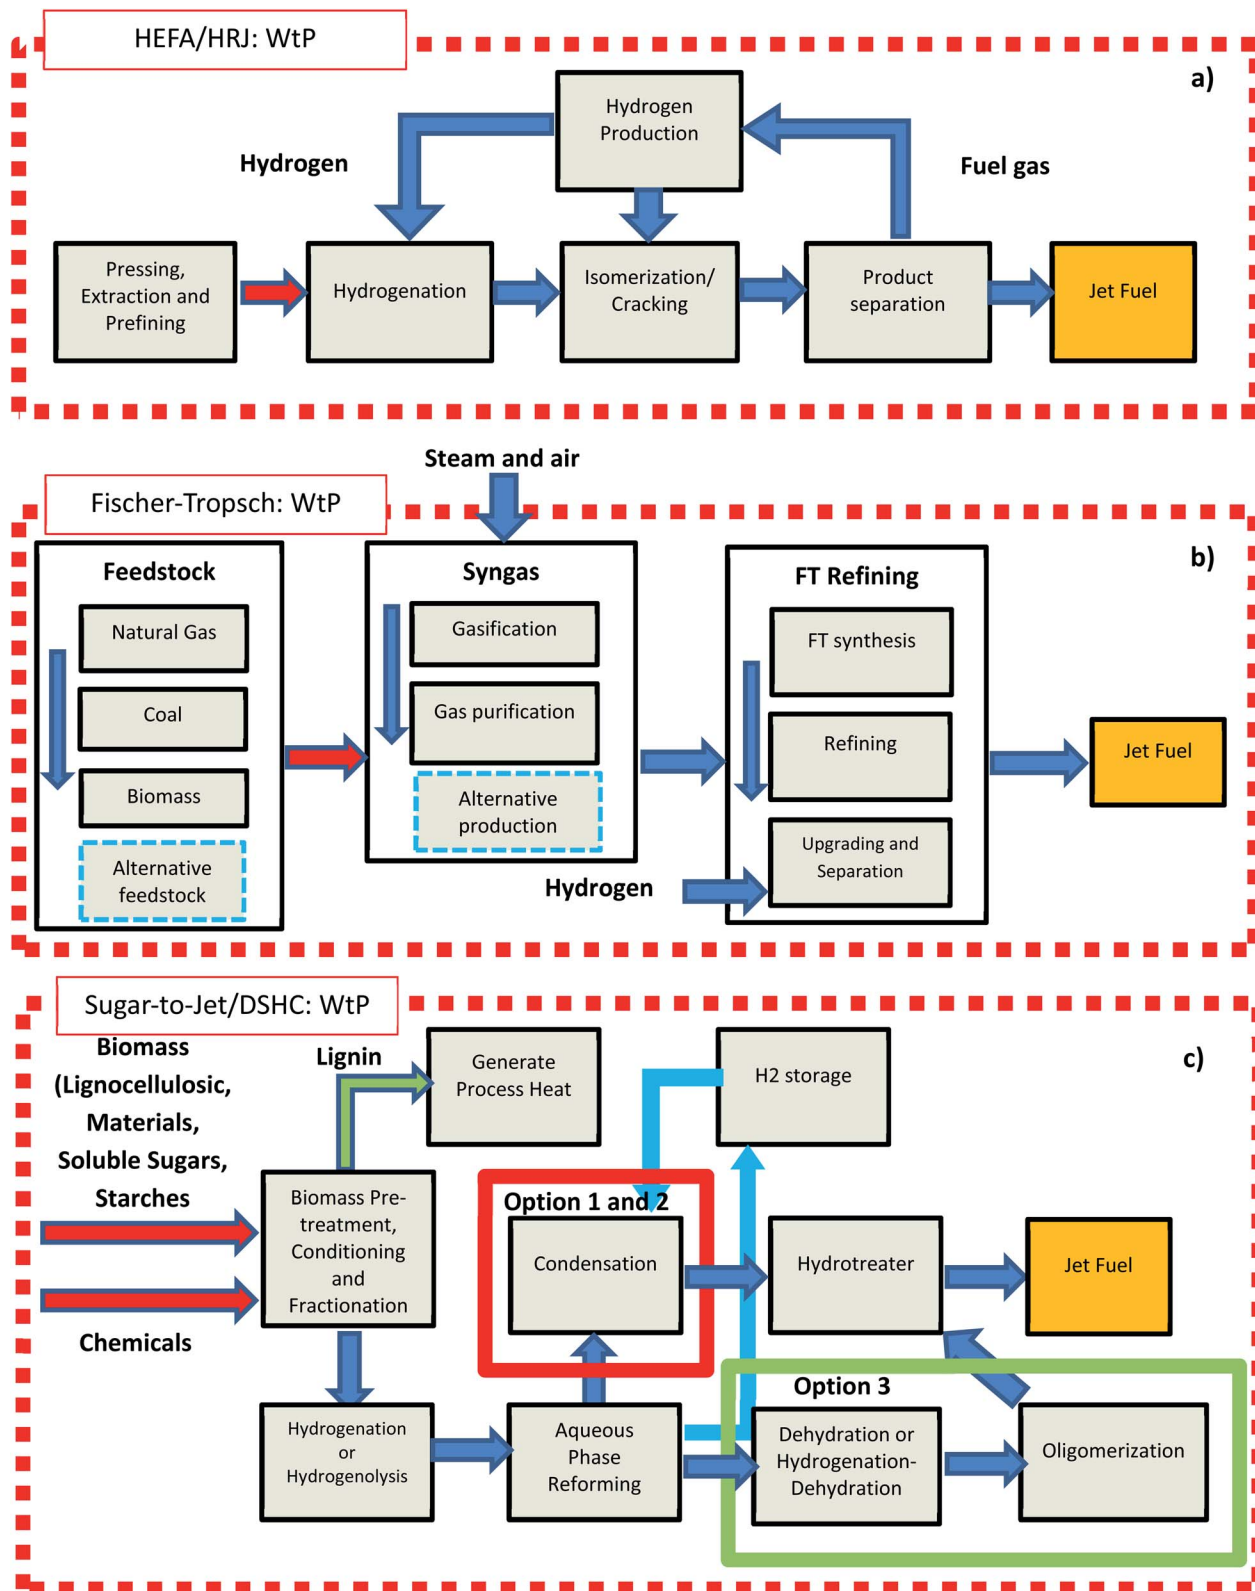 HEFA/HRJ: WtP
a)
Hydrogen
Production
Hydrogen
Fuel gas
Pressing,
Extraction and
Prefining
Hydrogenation
Isomerization/
Cracking
Product
separation
Jet Fuel
Steam and air
Fischer-Tropsch: WtP
b)
Feedstock
Natural Gas
Coal
Biomass
Alternative
feedstock
Syngas
Gasification
Gas purification
Alternative
production
Hydrogen
FT Refining
FT synthesis
Refining
Upgrading and
Separation
Jet Fuel
Sugar-to-Jet/DSHC: WtP
c)
Biomass
(Lignocellulosic,
Materials,
Soluble Sugars,
Starches
Chemicals
Lignin
Generate
Process Heat
H2 storage
Biomass Pre-
treatment,
Conditioning
and
Fractionation
Option 1 and 2
Condensation
Hydrotreater
Jet Fuel
Hydrogenation
or
Hydrogenolysis
Aqueous
Phase
Reforming
Option 3
Dehydration or
Hydrogenation-
Dehydration
Oligomerization